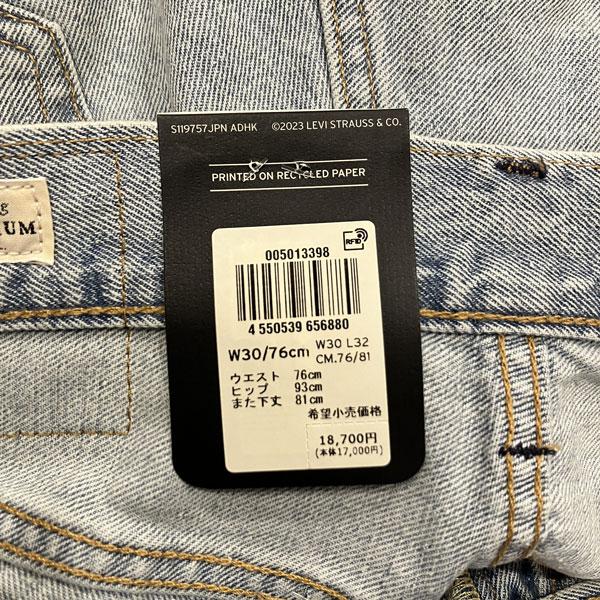 S119757JPN ADHK ©2023 LEVI STRAUSS & CO.
PRINTED ON RECYCLED PAPER
RFID
005013398
4 550539 656880
W30/76cm W30 L32
CM.76/81
ウエスト 76cm
ヒップ 93cm
また下丈 81cm
希望小売価格
18,700円
(本体17,000円)
&
UM